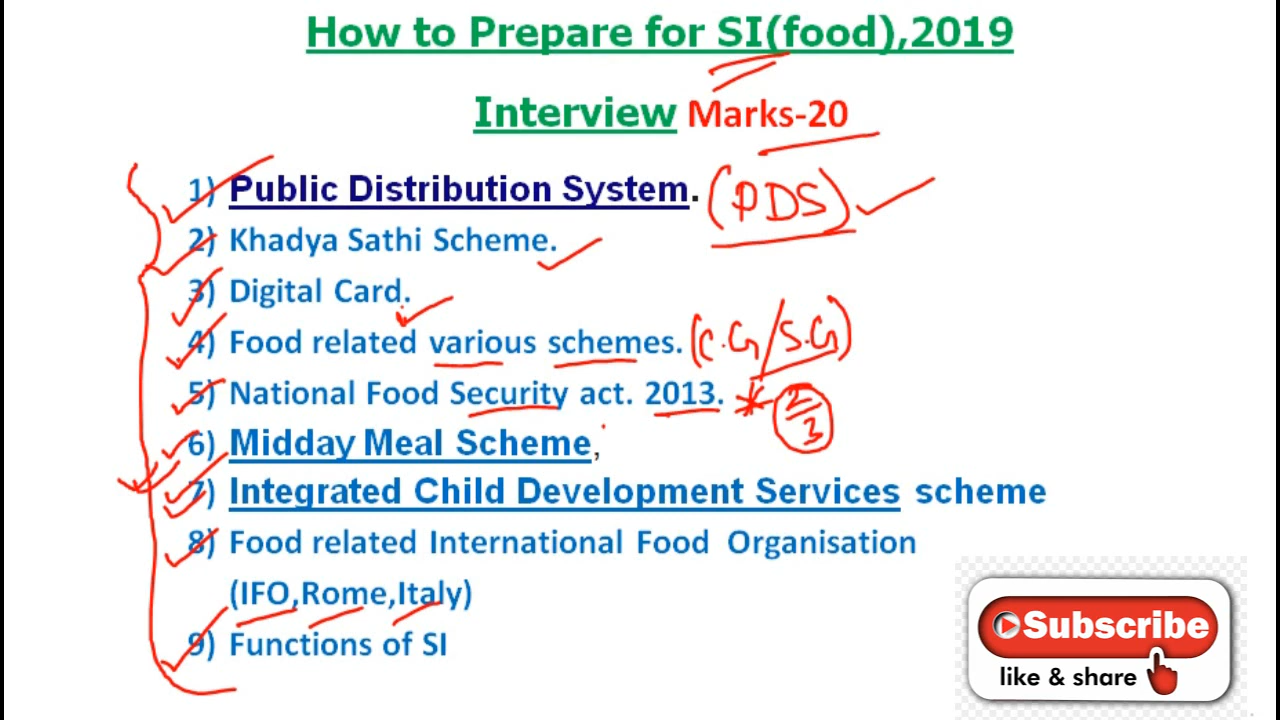 How to Prepare for SI(food),2019
Interview Marks-20
1) Public Distribution System. (PDS)
2) Khadya Sathi Scheme.
3) Digital Card.
4) Food related various schemes. (C.G/S.G)
5) National Food Security act. 2013. * 2/3
6) Midday Meal Scheme,
7) Integrated Child Development Services scheme
8) Food related International Food Organisation
(IFO,Rome,Italy)
9) Functions of SI
Subscribe
like & share